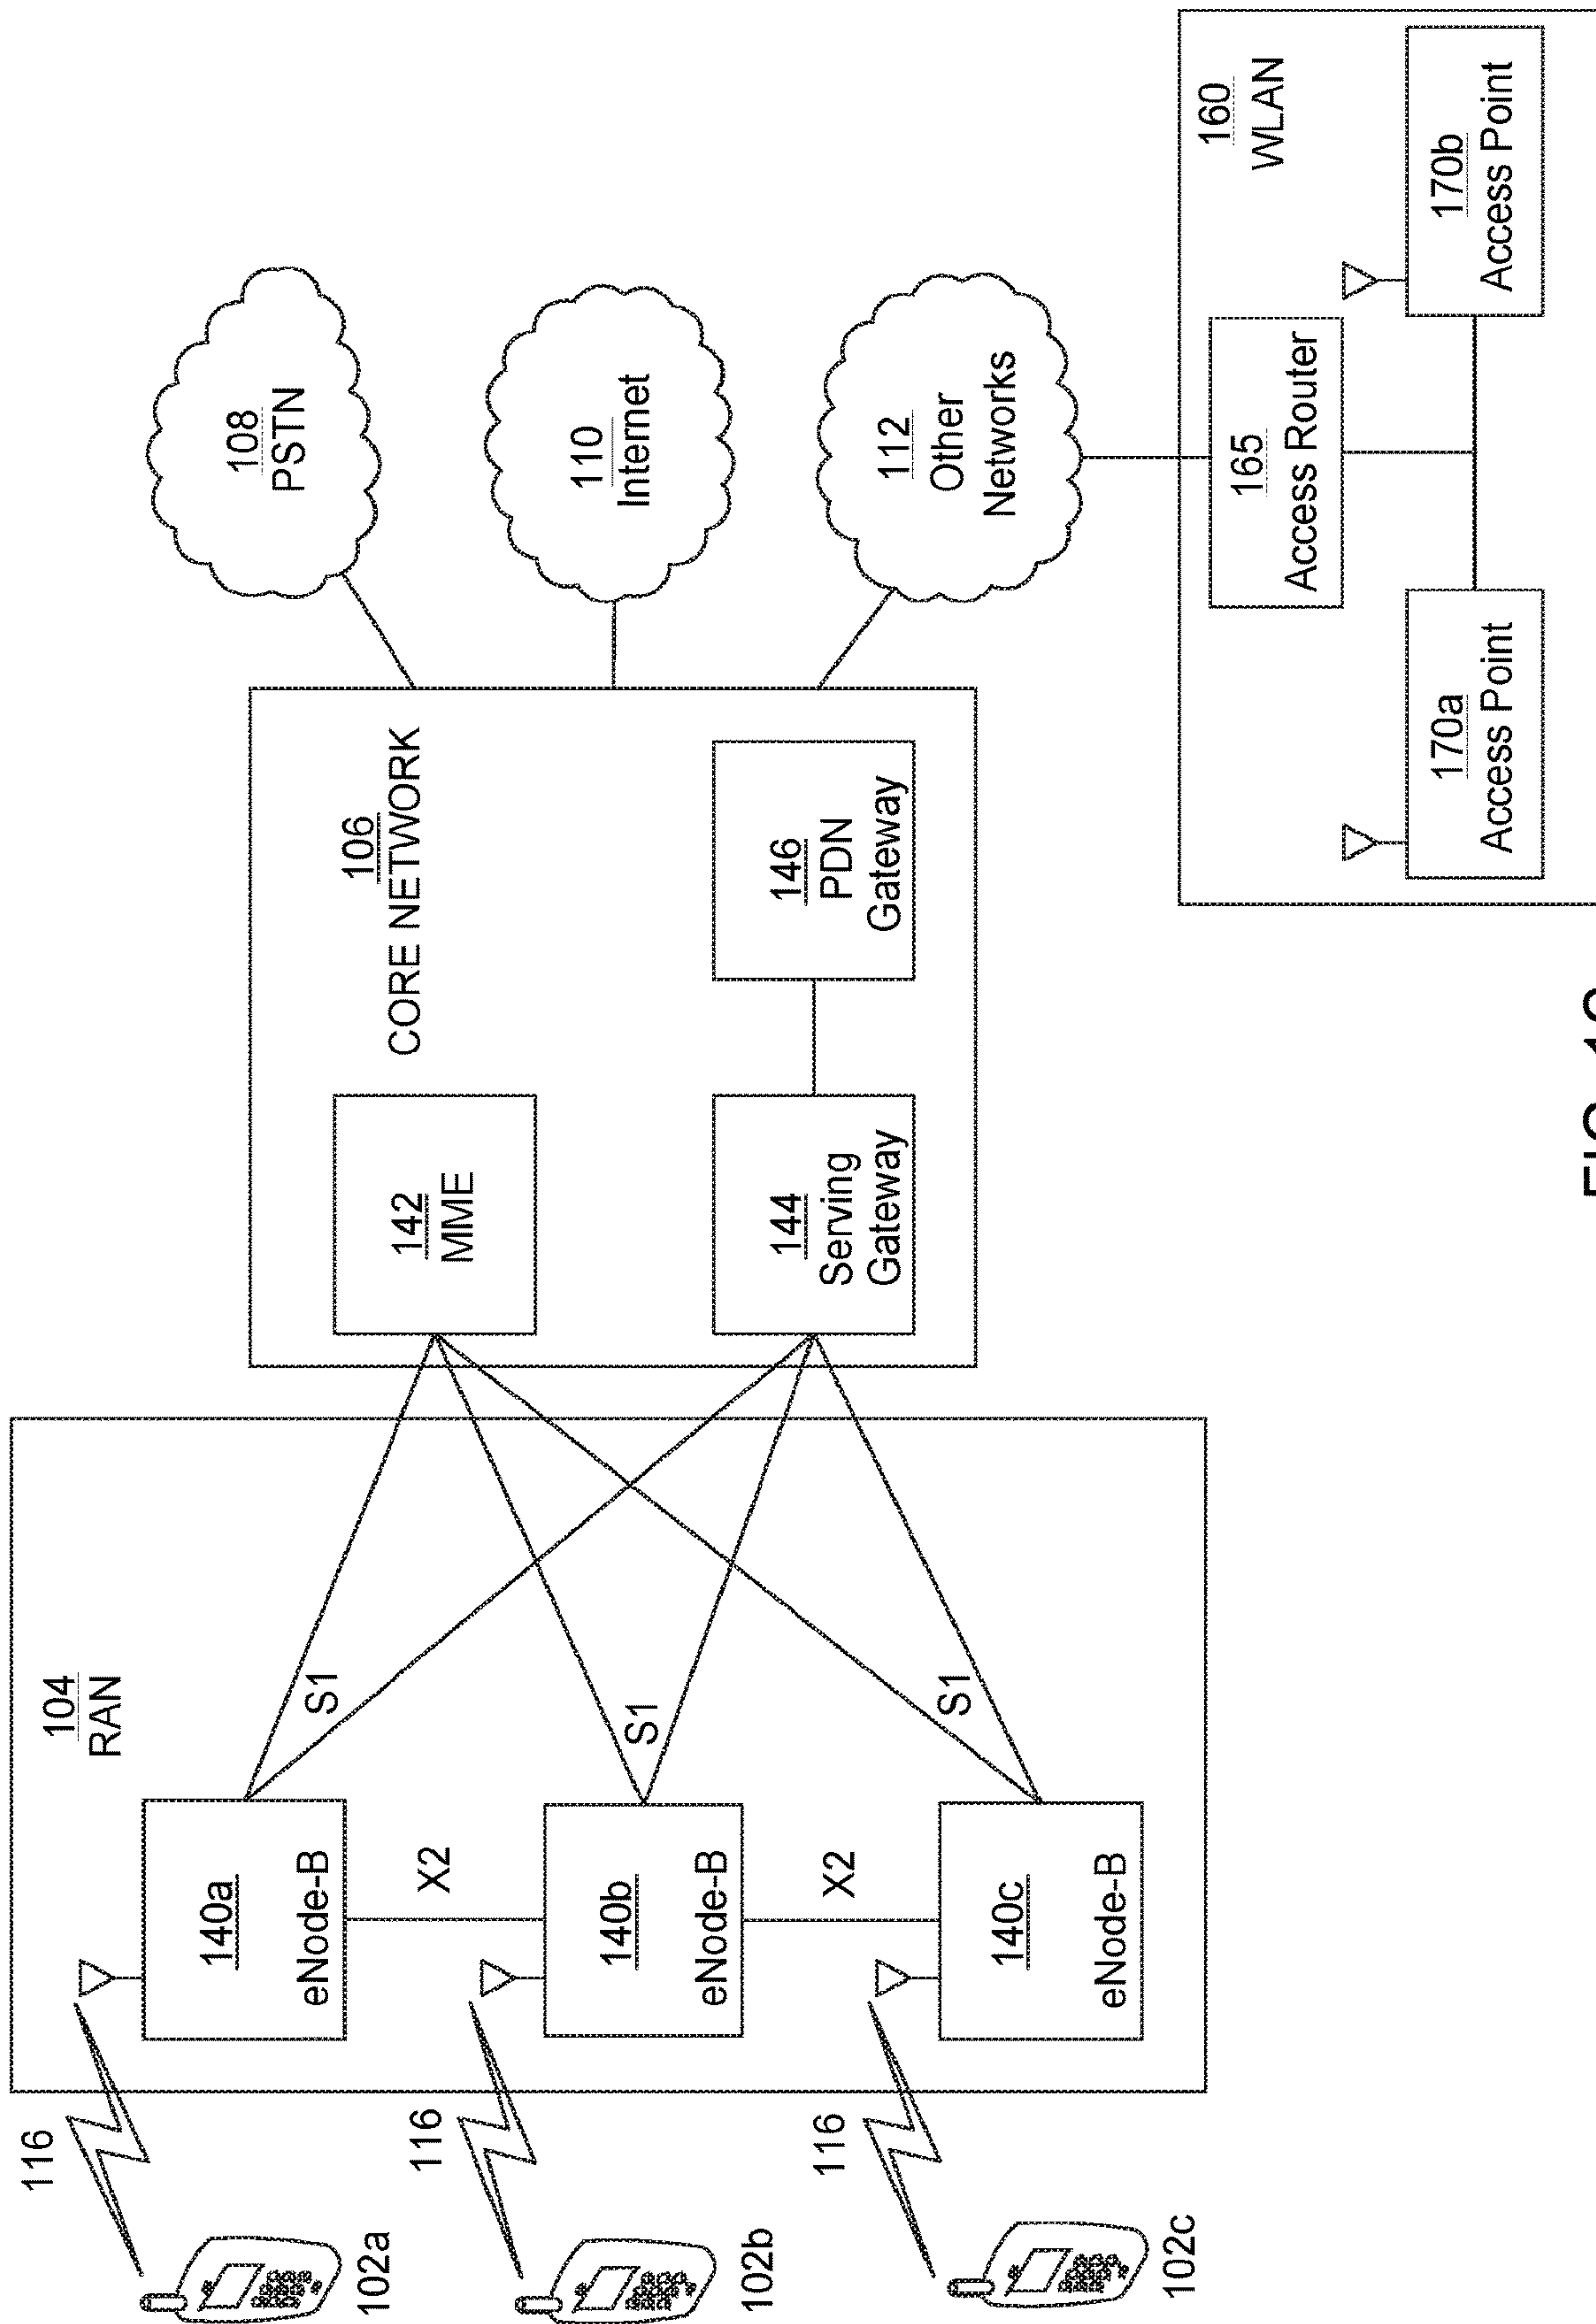 104
RAN
116
140a
eNode-B
102a
S1
X2
116
140b
eNode-B
102b
S1
X2
116
140c
eNode-B
102c
S1
106
CORE NETWORK
142
MME
144
Serving
Gateway
146
PDN
Gateway
108
PSTN
110
Internet
112
Other
Networks
160
WLAN
165
Access Router
170a
Access Point
170b
Access Point